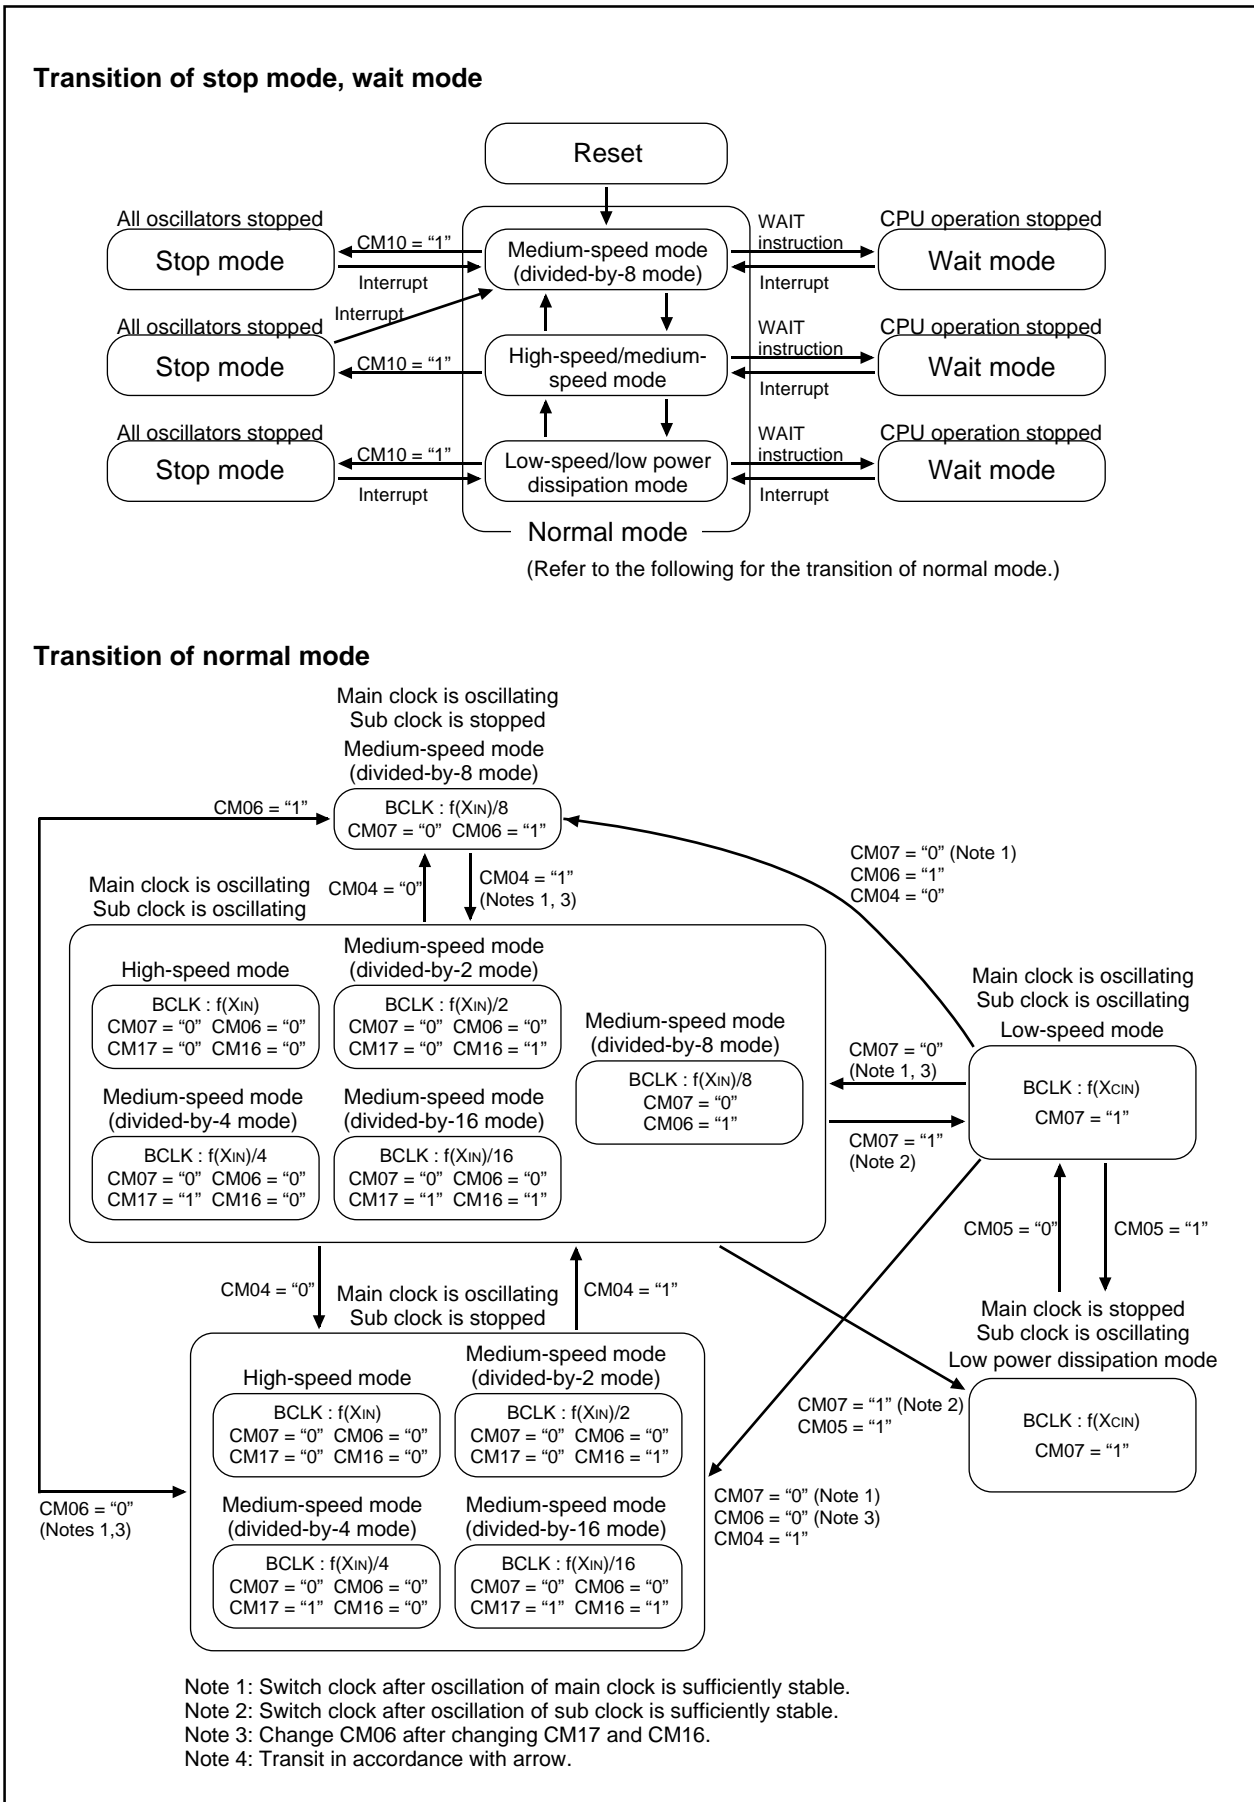 Transition of stop mode, wait mode
Reset
All oscillators stopped
Stop mode
CM10 = “1”
Interrupt
Medium-speed mode
(divided-by-8 mode)
WAIT
instruction
Interrupt
CPU operation stopped
Wait mode
Interrupt
All oscillators stopped
Stop mode
CM10 = “1”
High-speed/medium-
speed mode
WAIT
instruction
Interrupt
CPU operation stopped
Wait mode
All oscillators stopped
Stop mode
CM10 = “1”
Interrupt
Low-speed/low power
dissipation mode
WAIT
instruction
Interrupt
CPU operation stopped
Wait mode
Normal mode
(Refer to the following for the transition of normal mode.)
Transition of normal mode
Main clock is oscillating
Sub clock is stopped
Medium-speed mode
(divided-by-8 mode)
CM06 = “1”
BCLK : f(XIN)/8
CM07 = “0” CM06 = “1”
CM07 = “0” (Note 1)
CM06 = “1”
CM04 = “0”
Main clock is oscillating
Sub clock is oscillating
CM04 = “0”
CM04 = “1”
(Notes 1, 3)
High-speed mode
BCLK : f(XIN)
CM07 = “0” CM06 = “0”
CM17 = “0” CM16 = “0”
Medium-speed mode
(divided-by-2 mode)
BCLK : f(XIN)/2
CM07 = “0” CM06 = “0”
CM17 = “0” CM16 = “1”
Medium-speed mode
(divided-by-8 mode)
BCLK : f(XIN)/8
CM07 = “0”
CM06 = “1”
Medium-speed mode
(divided-by-4 mode)
BCLK : f(XIN)/4
CM07 = “0” CM06 = “0”
CM17 = “1” CM16 = “0”
Medium-speed mode
(divided-by-16 mode)
BCLK : f(XIN)/16
CM07 = “0” CM06 = “0”
CM17 = “1” CM16 = “1”
CM07 = “0”
(Note 1, 3)
CM07 = “1”
(Note 2)
Main clock is oscillating
Sub clock is oscillating
Low-speed mode
BCLK : f(XCIN)
CM07 = “1”
CM05 = “0”
CM05 = “1”
Main clock is stopped
Sub clock is oscillating
Low power dissipation mode
BCLK : f(XCIN)
CM07 = “1”
CM07 = “1” (Note 2)
CM05 = “1”
CM04 = “0”
Main clock is oscillating
Sub clock is stopped
CM04 = “1”
High-speed mode
BCLK : f(XIN)
CM07 = “0” CM06 = “0”
CM17 = “0” CM16 = “0”
Medium-speed mode
(divided-by-2 mode)
BCLK : f(XIN)/2
CM07 = “0” CM06 = “0”
CM17 = “0” CM16 = “1”
CM06 = “0”
(Notes 1,3)
Medium-speed mode
(divided-by-4 mode)
BCLK : f(XIN)/4
CM07 = “0” CM06 = “0”
CM17 = “1” CM16 = “0”
Medium-speed mode
(divided-by-16 mode)
BCLK : f(XIN)/16
CM07 = “0” CM06 = “0”
CM17 = “1” CM16 = “1”
CM07 = “0” (Note 1)
CM06 = “0” (Note 3)
CM04 = “1”
Note 1: Switch clock after oscillation of main clock is sufficiently stable.
Note 2: Switch clock after oscillation of sub clock is sufficiently stable.
Note 3: Change CM06 after changing CM17 and CM16.
Note 4: Transit in accordance with arrow.